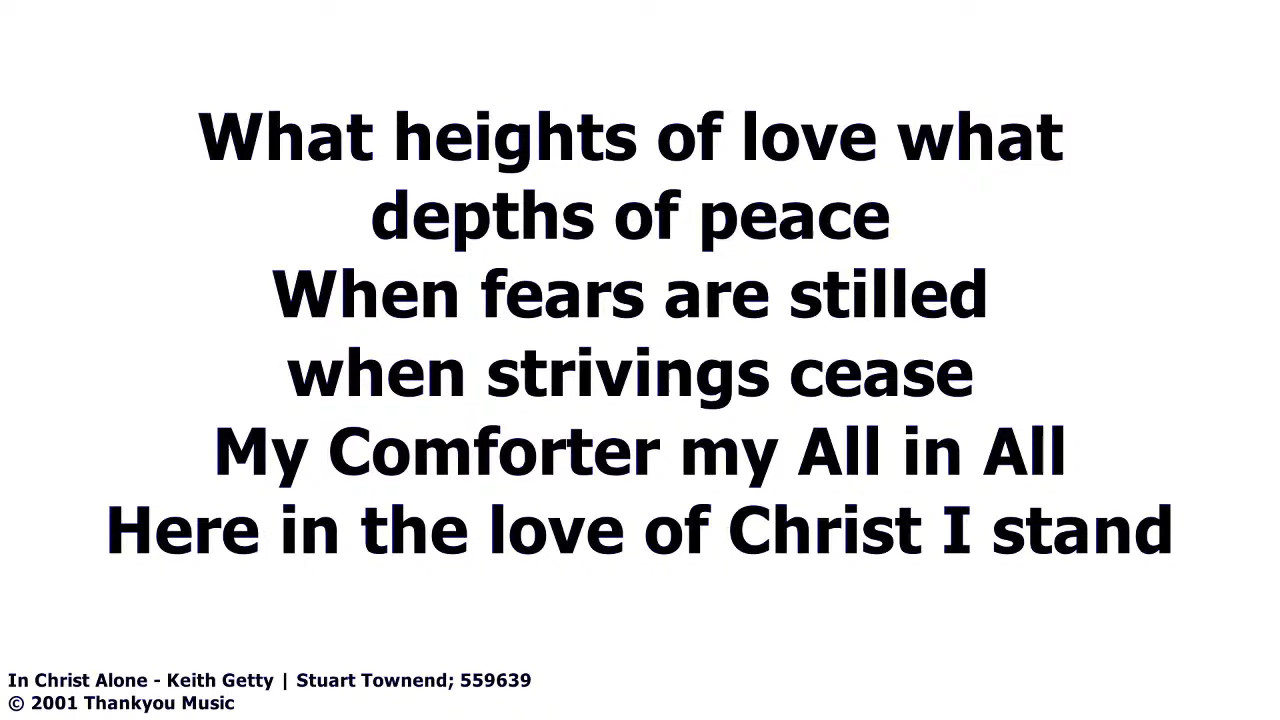 What heights of love what
depths of peace
When fears are stilled
when strivings cease
My Comforter my All in All
Here in the love of Christ I stand
In Christ Alone - Keith Getty | Stuart Townend; 559639
© 2001 Thankyou Music